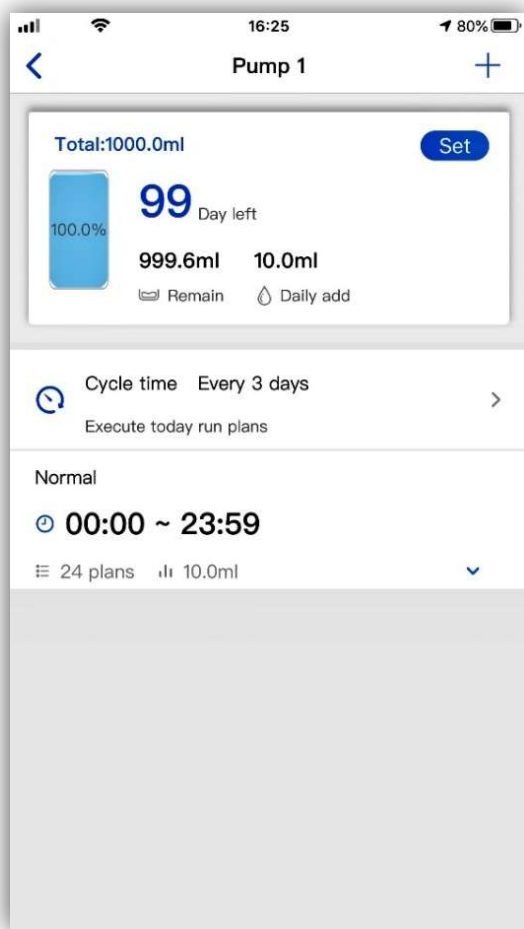 16:25
80%
Pump 1
Total:1000.0ml
Set
100.0%
99 Day left
999.6ml 10.0ml
Remain Daily add
Cycle time Every 3 days
Execute today run plans
Normal
00:00 ~ 23:59
24 plans 10.0ml